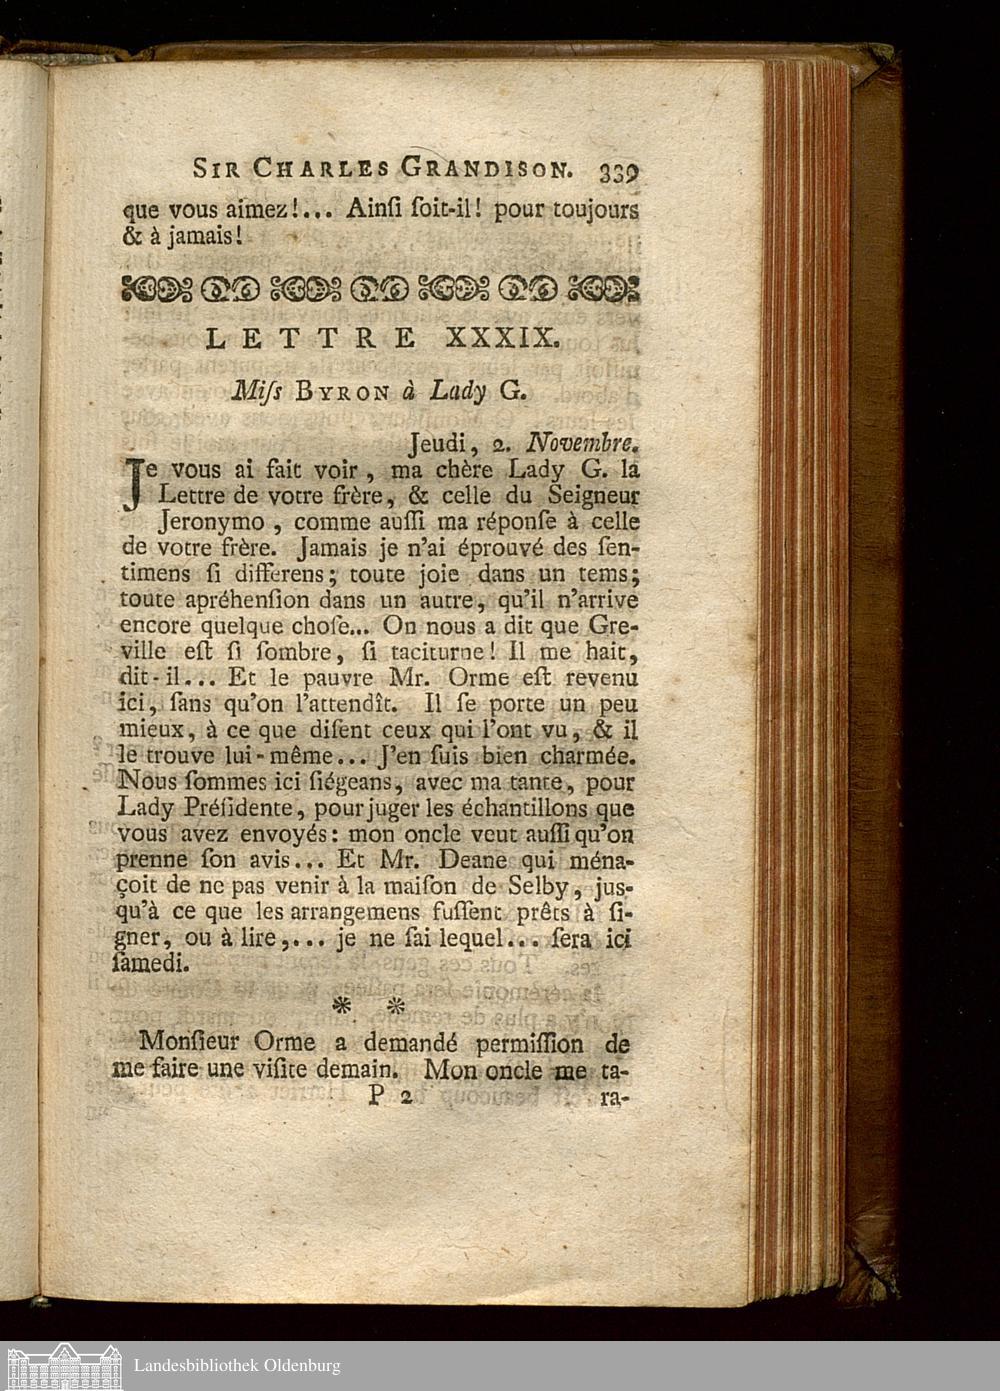 SIR CHARLES GRANDISON. 339
que vous aimez!... Ainſi ſoit-il! pour toujours
& à jamais!
LETTRE XXXIX.
Miſs BYRON à Lady G.
Jeudi, 2. Novembre.
Je vous ai fait voir, ma chère Lady G. la
Lettre de votre frère, & celle du Seigneur
Jeronymo, comme auſſi ma réponſe à celle
de votre frère. Jamais je n'ai éprouvé des ſen-
timens ſi differens; toute joie dans un tems;
toute apréhenſion dans un autre, qu'il n'arrive
encore quelque choſe... On nous a dit que Gre-
ville eſt ſi ſombre, ſi taciturne! Il me hait,
dit-il... Et le pauvre Mr. Orme eſt revenu
ici, ſans qu'on l'attendît. Il ſe porte un peu
mieux, à ce que diſent ceux qui l'ont vu, & il
le trouve lui-même... J'en ſuis bien charmée.
Nous ſommes ici ſiégeans, avec ma tante, pour
Lady Préſidente, pour juger les échantillons que
vous avez envoyés: mon oncle veut auſſi qu'on
prenne ſon avis... Et Mr. Deane qui ména-
çoit de ne pas venir à la maiſon de Selby, jus-
qu'à ce que les arrangemens fuſſent prêts à ſi-
gner, ou à lire,... je ne ſai lequel... ſera ici
ſamedi.
* *
Monſieur Orme a demandé permiſſion de
me faire une viſite demain. Mon oncle me ta-
P 2 ra-
Landesbibliothek Oldenburg